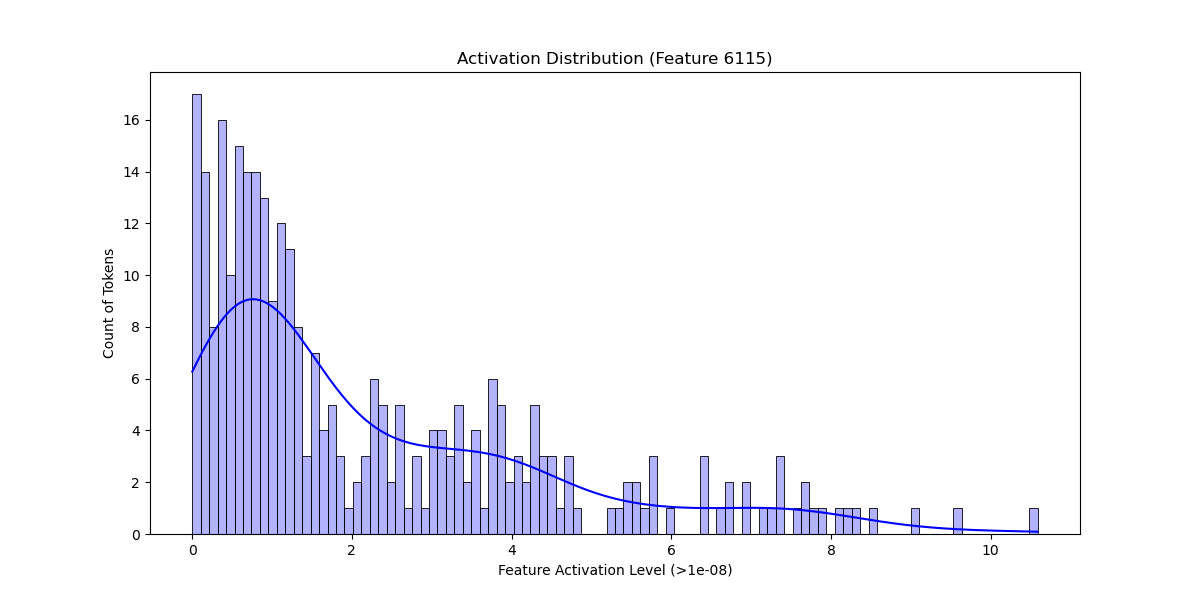 Activation Distribution (Feature 6115)
Count of Tokens
16
14
12
10
8
6
4
2
0
0 2 4 6 8 10
Feature Activation Level (>1e-08)